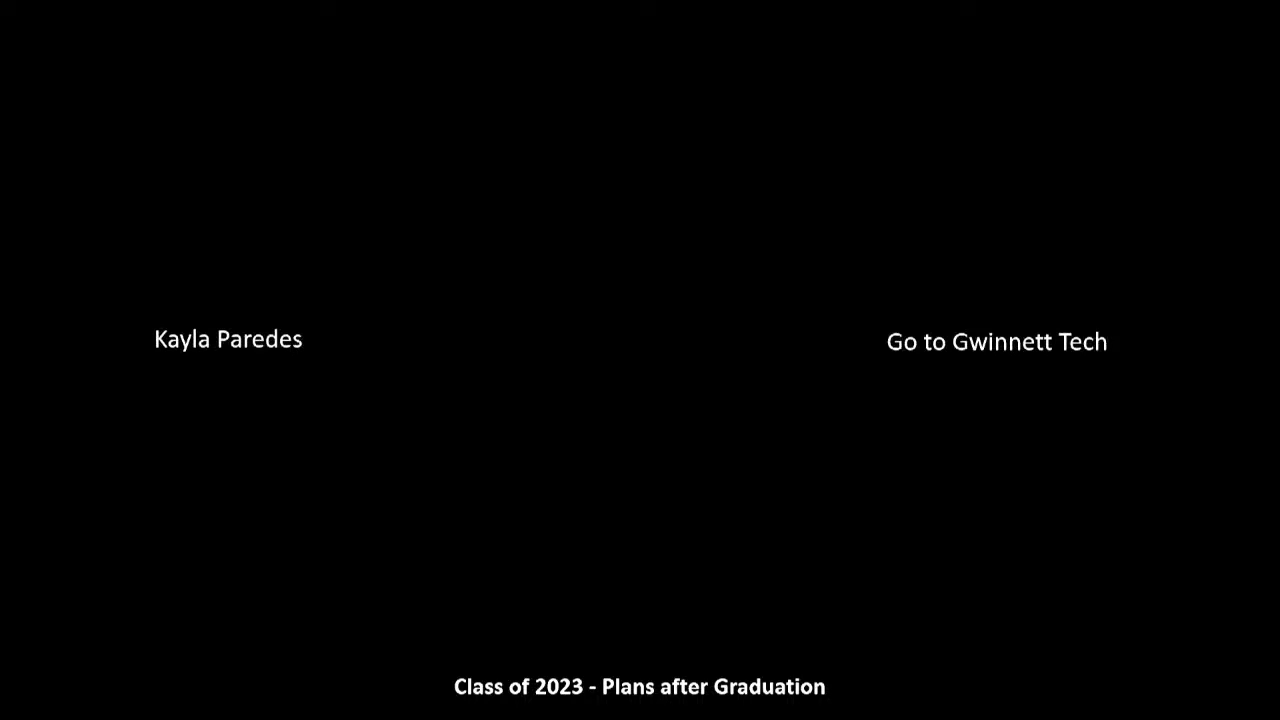 Kayla Paredes
Go to Gwinnett Tech
Class of 2023 - Plans after Graduation